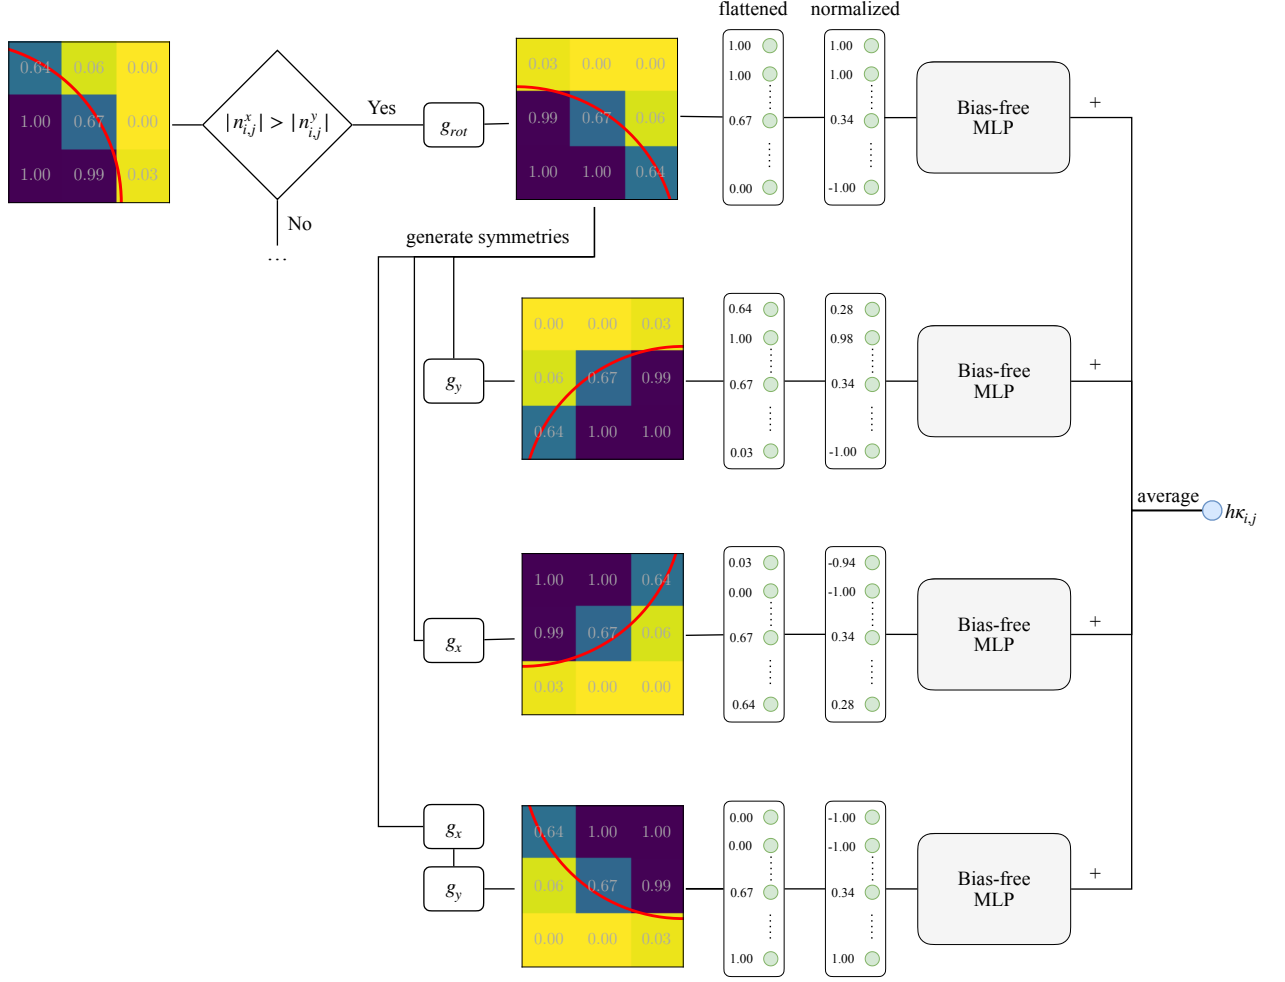 flattened normalized
0.64 0.06 0.00
1.00 0.67 0.00
1.00 0.99 0.03
|n^x_{i,j}| > |n^y_{i,j}|
Yes
No
...
g_{rot}
0.03 0.00 0.00
0.99 0.67 0.06
1.00 1.00 0.64
1.00
1.00
0.67
0.00
1.00
1.00
0.34
-1.00
Bias-free
MLP
+
generate symmetries
g_y
0.00 0.00 0.03
0.06 0.67 0.99
0.64 1.00 1.00
0.64
1.00
0.67
0.03
0.28
0.98
0.34
-1.00
Bias-free
MLP
+
average
hκ_{i,j}
g_x
1.00 1.00 0.64
0.99 0.67 0.06
0.03 0.00 0.00
0.03
0.00
0.67
0.64
-0.94
-1.00
0.34
0.28
Bias-free
MLP
+
g_x
g_y
0.64 1.00 1.00
0.06 0.67 0.99
0.00 0.00 0.03
0.00
0.00
0.67
1.00
-1.00
-1.00
0.34
1.00
Bias-free
MLP
+